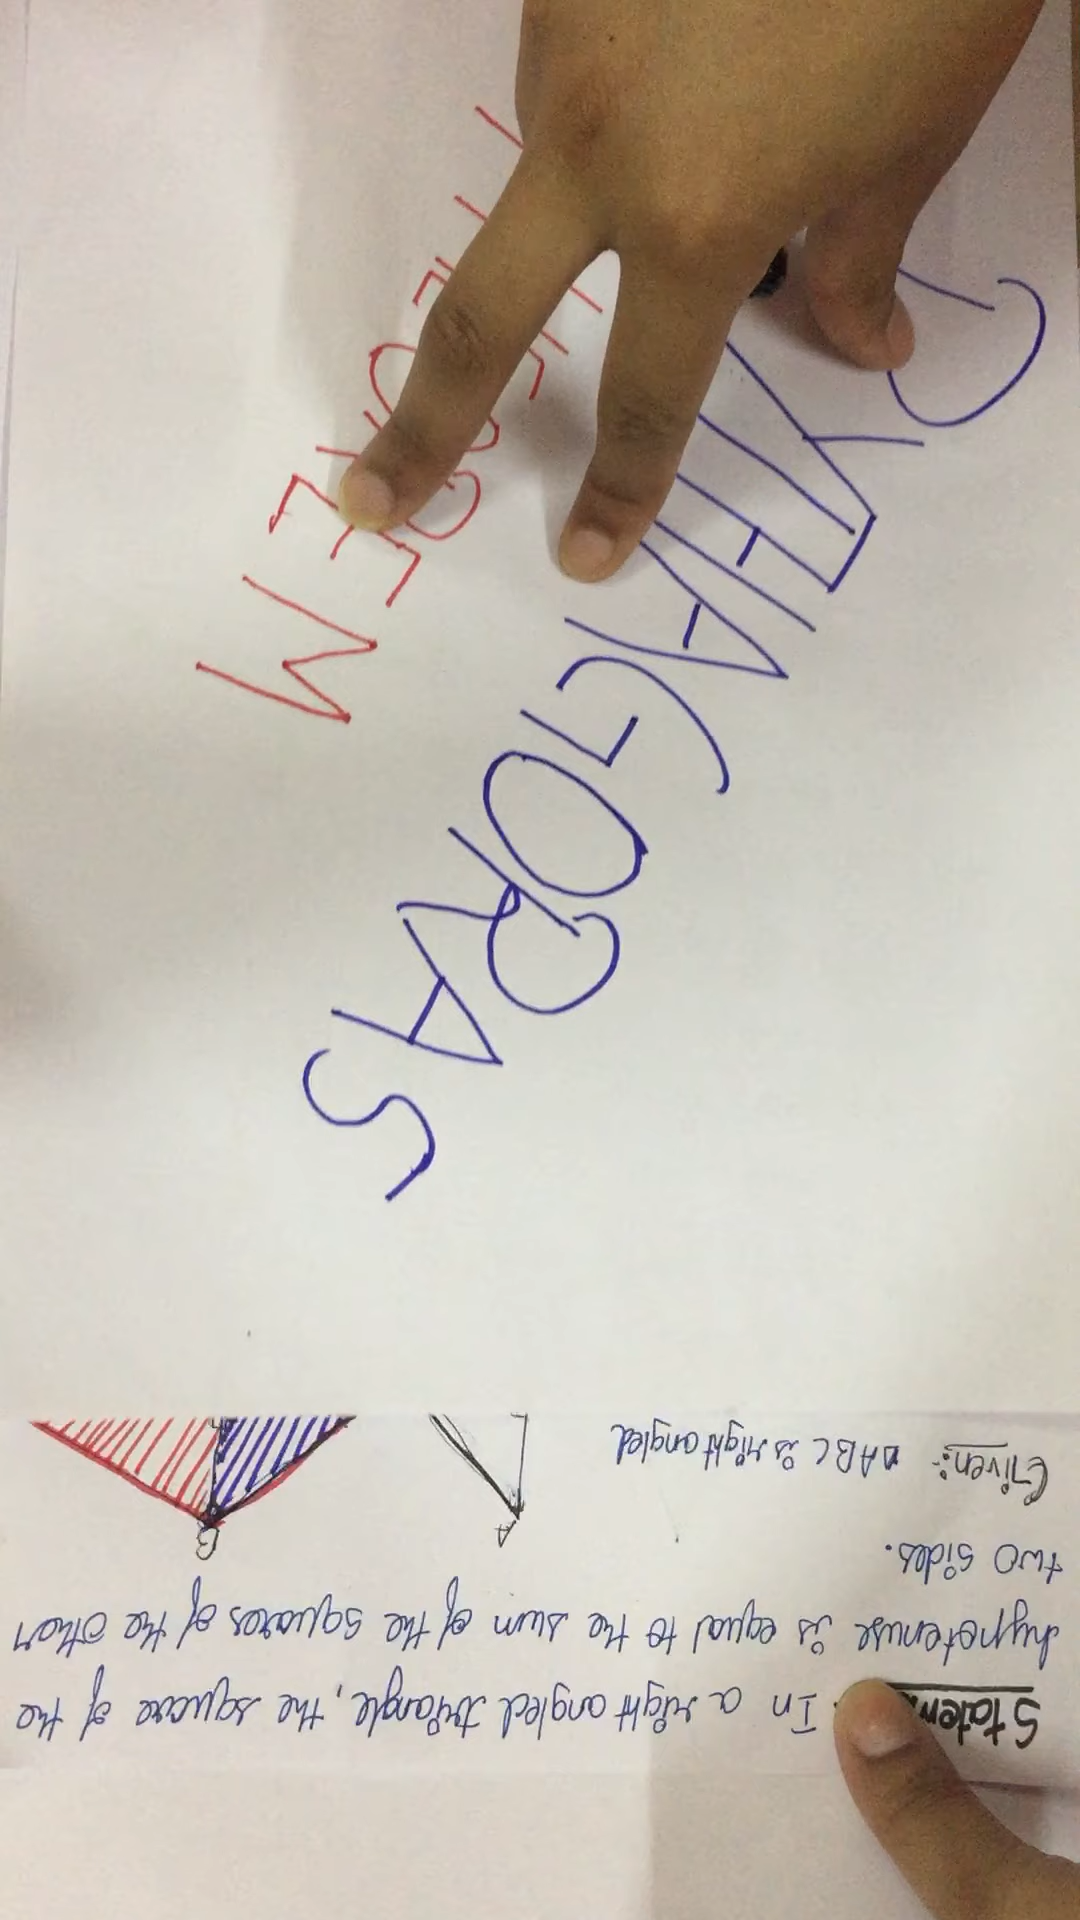 PYTHAGORAS
THEOREM
Statem
In a right angled triangle, the square of the
hypotenuse is equal to the sum of the squares of the other
two sides.
Given:- △ABC is right angled
A
B